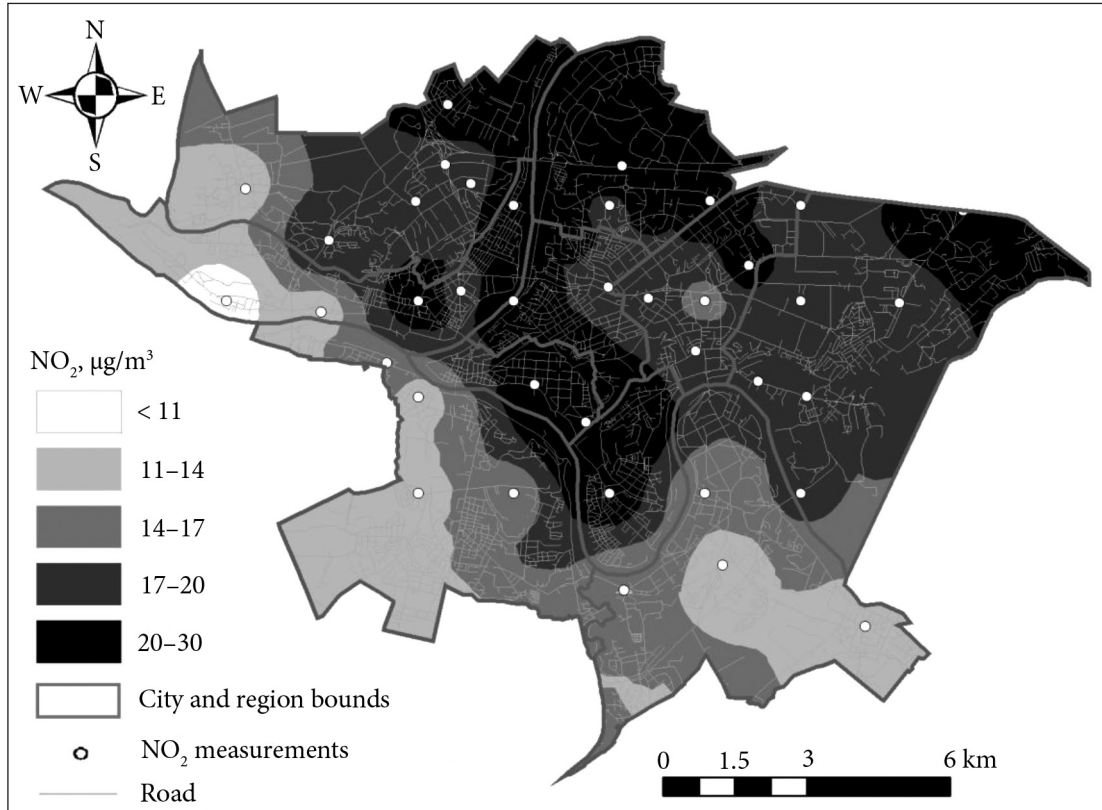 N
W E
S
NO₂, μg/m³
< 11
11–14
14–17
17–20
20–30
City and region bounds
NO₂ measurements
Road
0 1.5 3 6 km